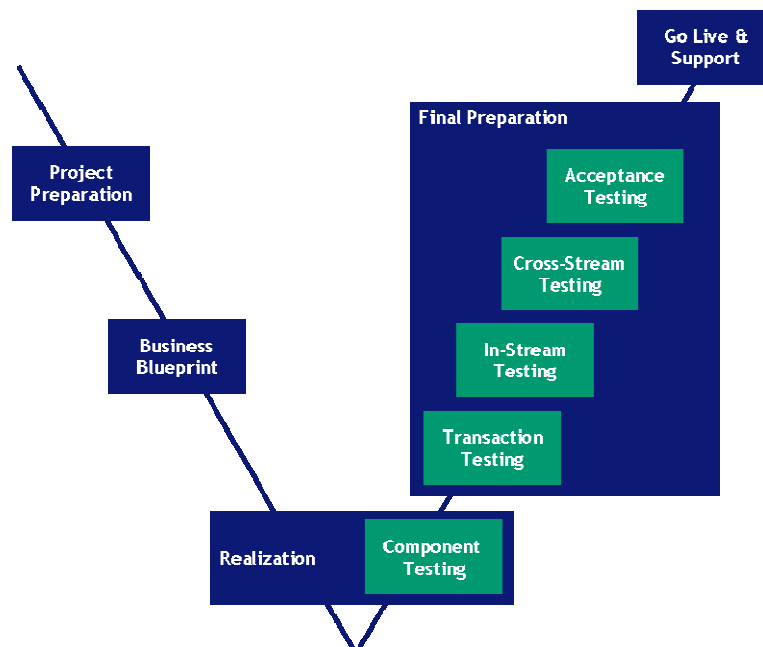 Go Live &
Support
Final Preparation
Project
Preparation
Acceptance
Testing
Cross-Stream
Testing
Business
Blueprint
In-Stream
Testing
Transaction
Testing
Realization
Component
Testing